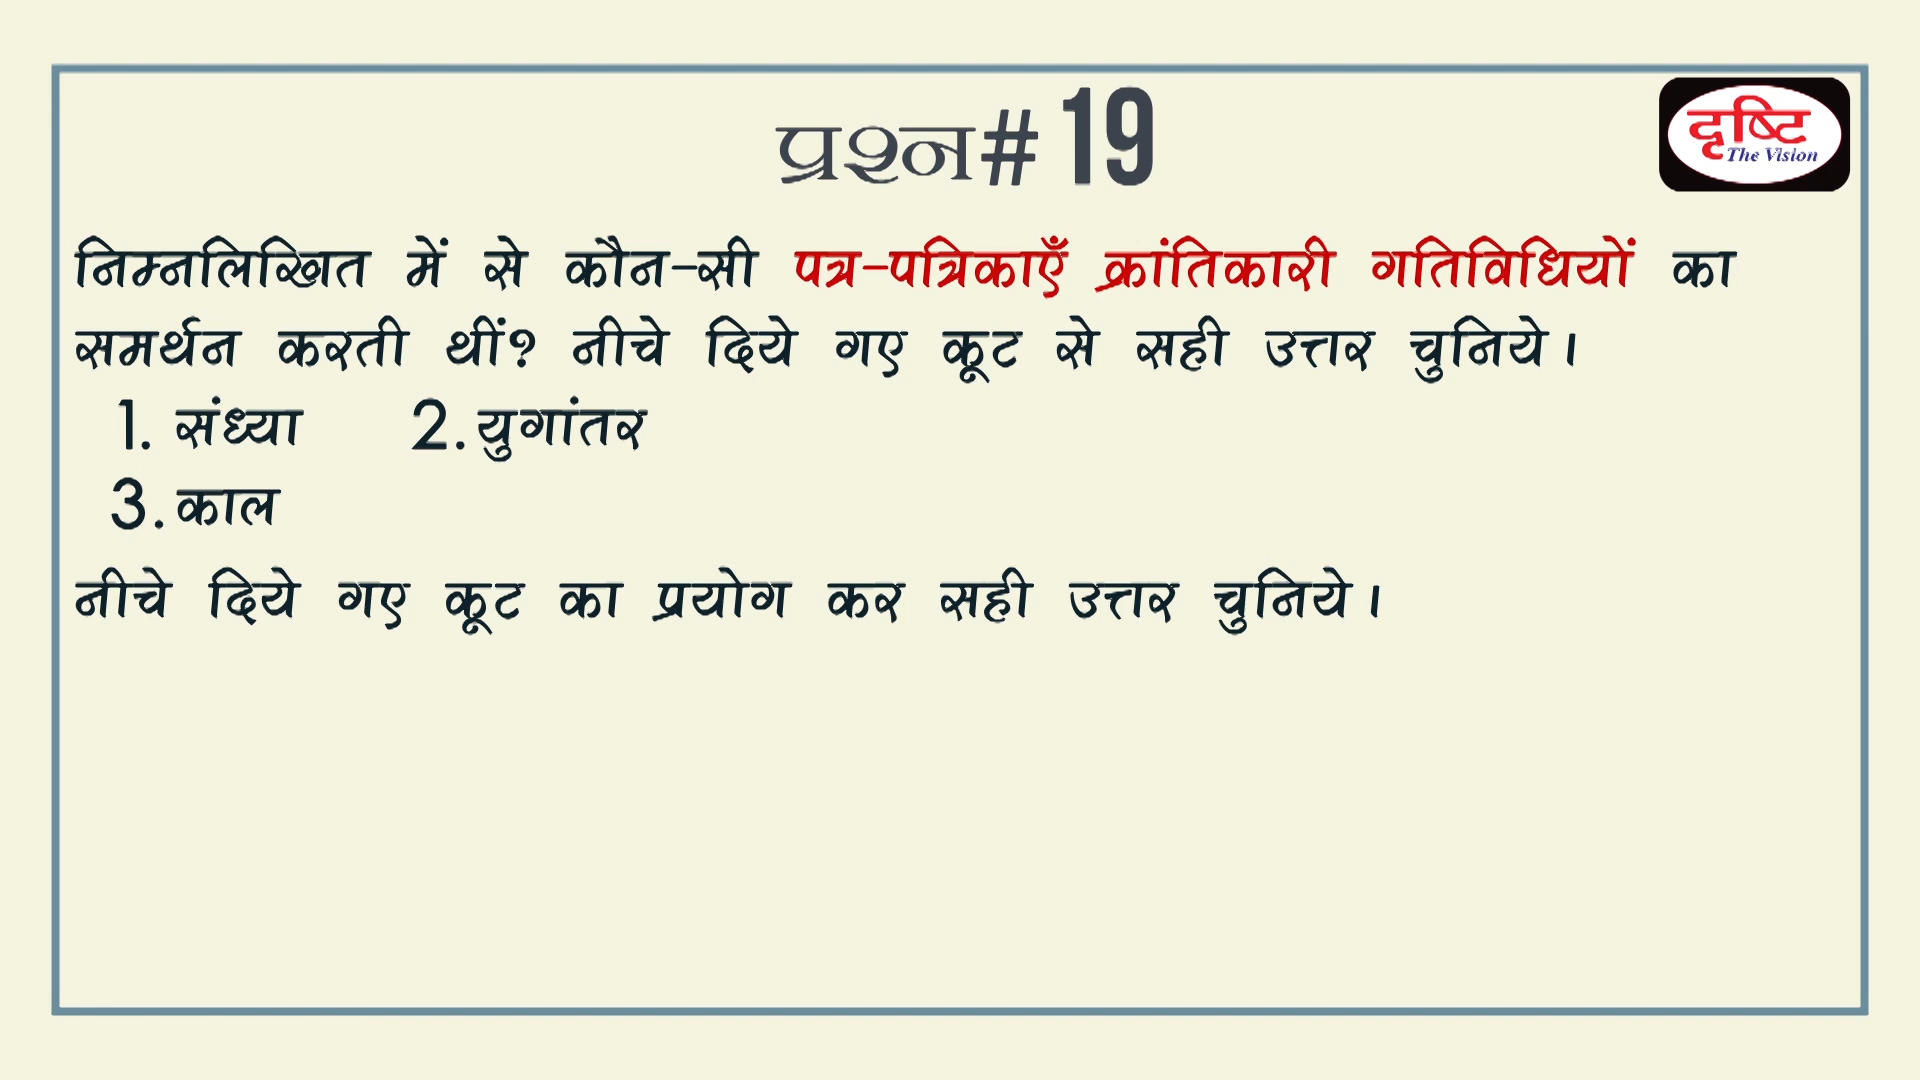 प्रश्न# 19
दृष्टि
The Vision
निम्नलिखित में से कौन-सी पत्र-पत्रिकाएँ क्रांतिकारी गतिविधियों का
समर्थन करती थीं? नीचे दिये गए कूट से सही उत्तर चुनिये।
1. संध्या 2. युगांतर
3. काल
नीचे दिये गए कूट का प्रयोग कर सही उत्तर चुनिये।